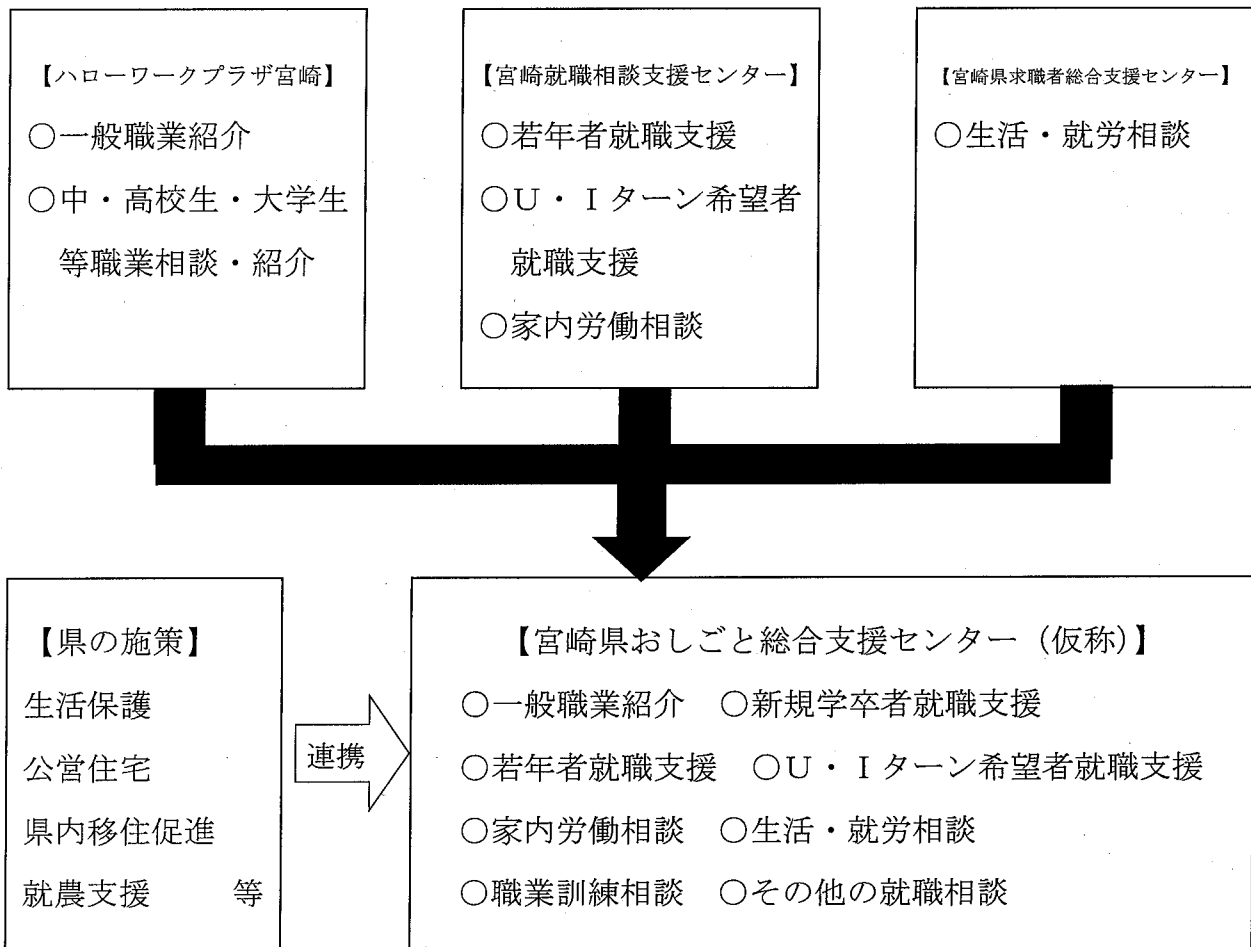 【ハローワークプラザ宮崎】
○一般職業紹介
○中・高校生・大学生
等職業相談・紹介
【宮崎就職相談支援センター】
○若年者就職支援
○U・Iターン希望者
就職支援
○家内労働相談
【宮崎県求職者総合支援センター】
○生活・就労相談
【県の施策】
生活保護
公営住宅
県内移住促進
就農支援 等
連携
【宮崎県おしごと総合支援センター（仮称）】
○一般職業紹介 ○新規学卒者就職支援
○若年者就職支援 ○U・Iターン希望者就職支援
○家内労働相談 ○生活・就労相談
○職業訓練相談 ○その他の就職相談